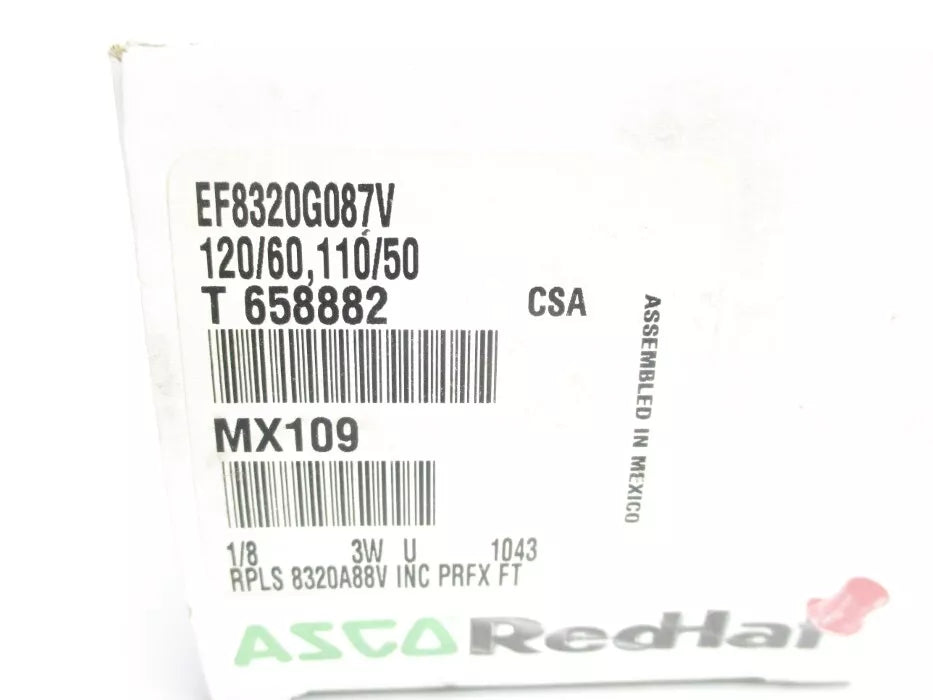 EF8320G087V
120/60,110/50
T 658882
CSA
ASSEMBLED IN MEXICO
MX109
1/8 3W U 1043
RPLS 8320A88V INC PRFX FT
ASCO RedHat